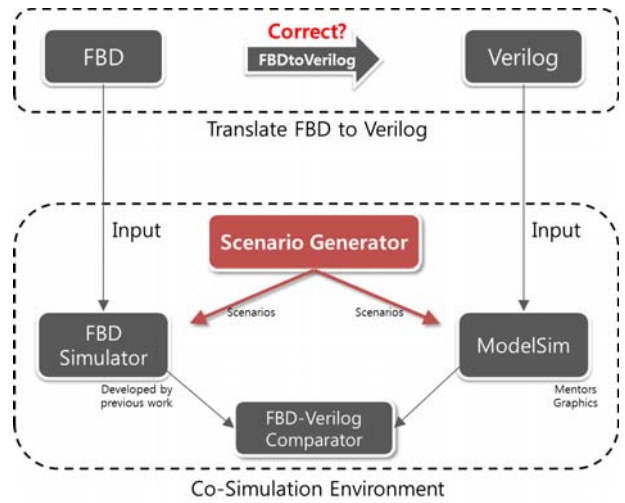 Correct?
FBD
FBDtoVerilog
Verilog
Translate FBD to Verilog
Input
Scenario Generator
Input
Scenarios
Scenarios
FBD
Simulator
ModelSim
Developed by
previous work
Mentors
Graphics
FBD-Verilog
Comparator
Co-Simulation Environment